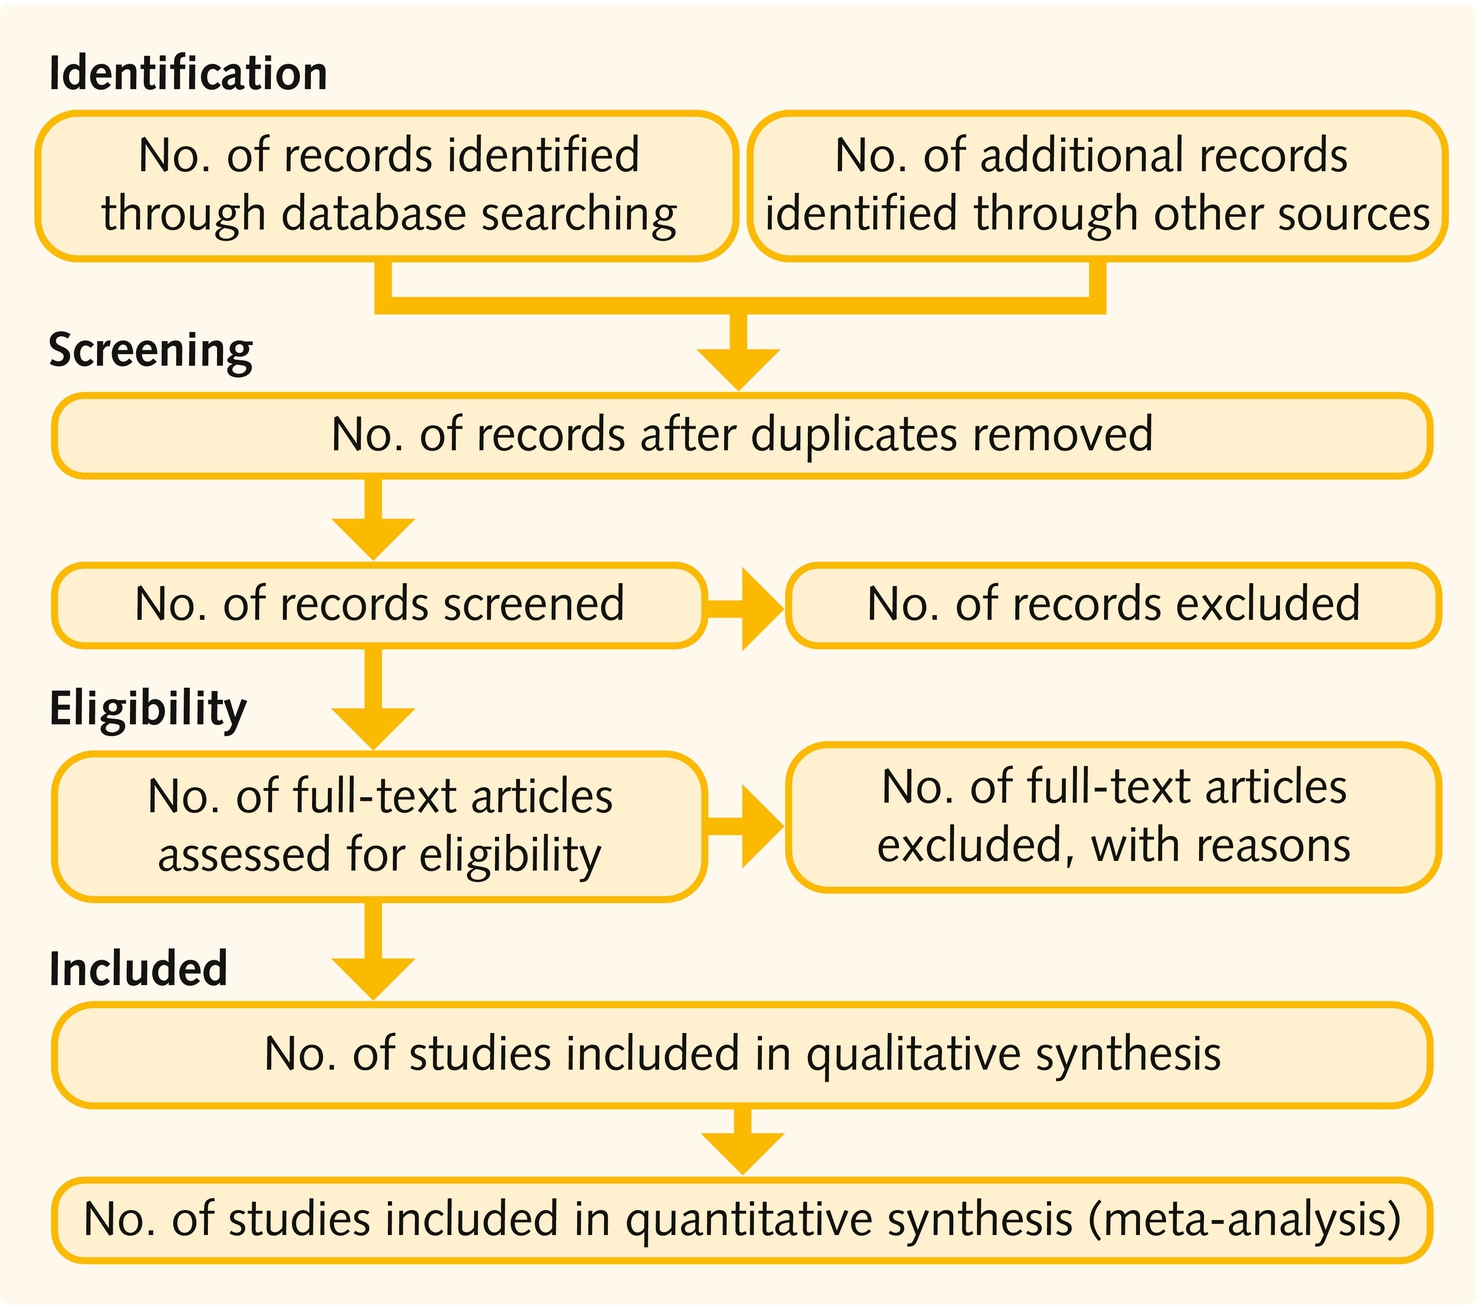 Identification
No. of records identified
through database searching
No. of additional records
identified through other sources
Screening
No. of records after duplicates removed
No. of records screened
No. of records excluded
Eligibility
No. of full-text articles
assessed for eligibility
No. of full-text articles
excluded, with reasons
Included
No. of studies included in qualitative synthesis
No. of studies included in quantitative synthesis (meta-analysis)